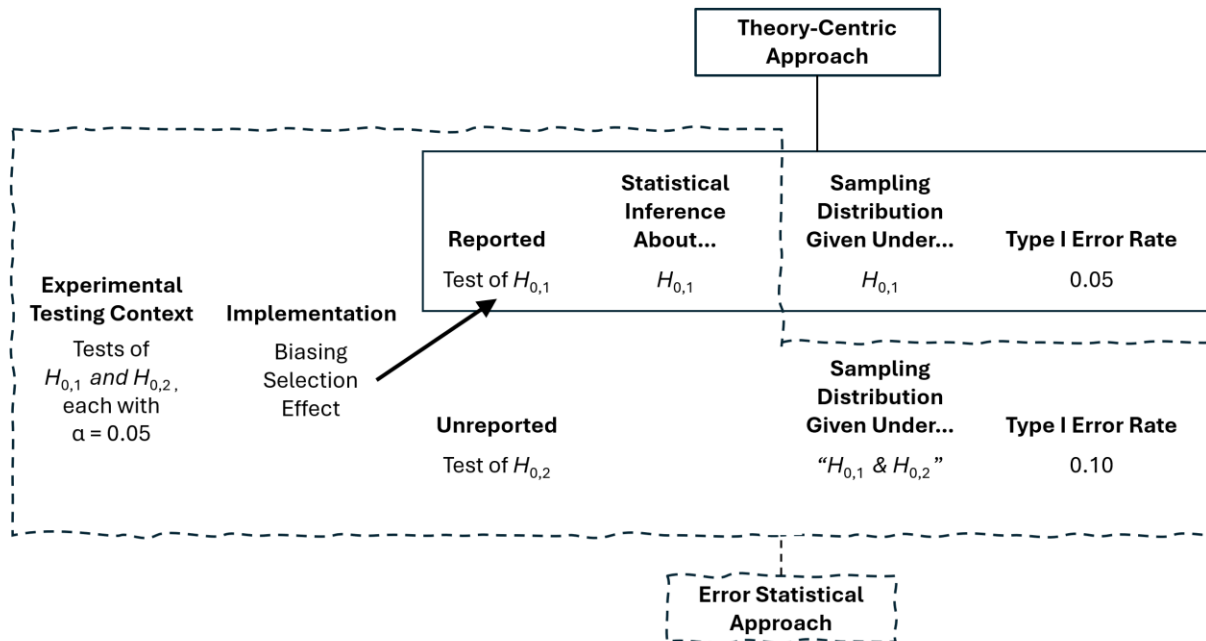 Theory-Centric
Approach
Statistical
Inference
About...
Sampling
Distribution
Given Under...
Reported
Type I Error Rate
Test of H0,1
H0,1
H0,1
0.05
Experimental
Testing Context
Implementation
Tests of
H0,1 and H0,2 ,
each with
α = 0.05
Biasing
Selection
Effect
Sampling
Distribution
Given Under...
Unreported
Type I Error Rate
Test of H0,2
“H0,1 & H0,2 ”
0.10
Error Statistical
Approach